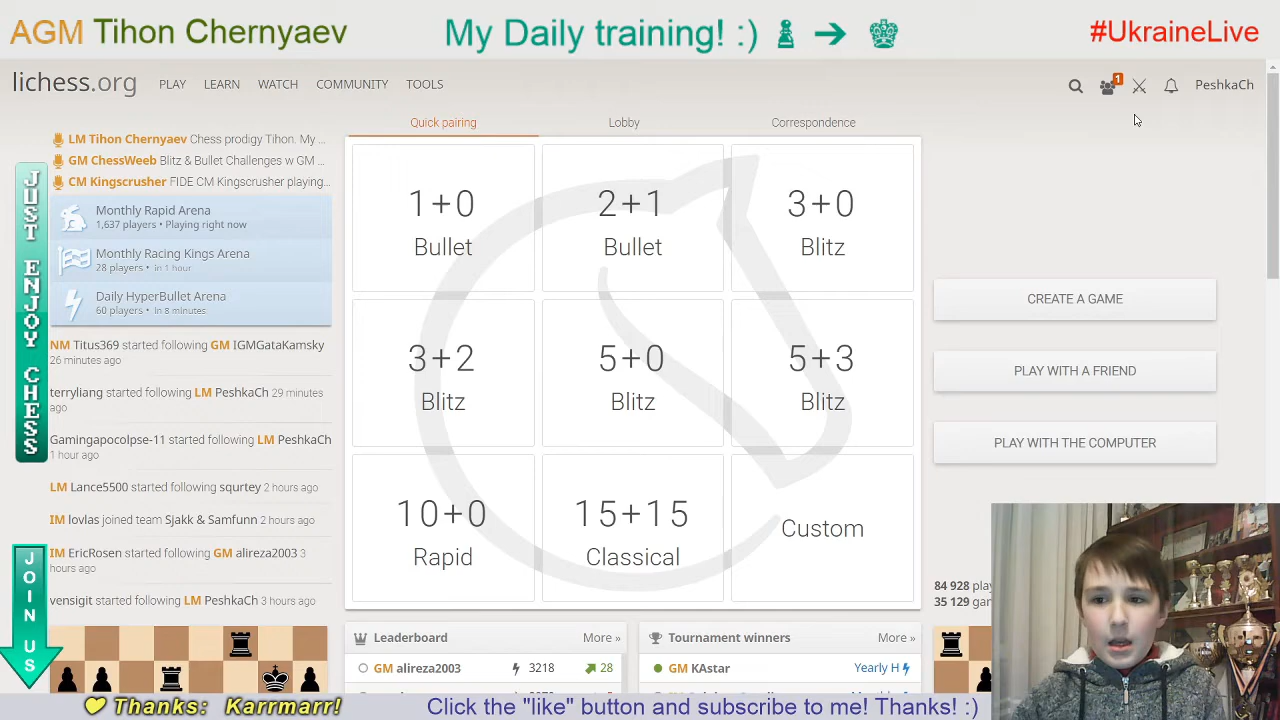 AGM Tihon Chernyaev
My Daily training! :)
#UkraineLive
lichess.org
PLAY LEARN WATCH COMMUNITY TOOLS
1
PeshkaCh
LM Tihon Chernyaev Chess prodigy Tihon. My ...
GM ChessWeeb Blitz & Bullet Challenges w GM ...
CM Kingscrusher FIDE CM Kingscrusher playing...
Monthly Rapid Arena
1,637 players • Playing right now
Monthly Racing Kings Arena
28 players • in 1 hour
Daily HyperBullet Arena
60 players • In 8 minutes
NM Titus369 started following GM IGMGataKamsky
26 minutes ago
terryliang started following LM PeshkaCh 29 minutes
ago
Gamingapocolpse-11 started following LM PeshkaCh
1 hour ago
LM Lance5500 started following squrtey 2 hours ago
IM lovlas joined team Sjakk & Samfunn 2 hours ago
IM EricRosen started following GM alireza2003 3
hours ago
vensigit started following LM PeshkaCh 3 hours ago
JUST ENJOY CHESS
JOIN US
Quick pairing Lobby Correspondence
1+0
Bullet
2+1
Bullet
3+0
Blitz
3+2
Blitz
5+0
Blitz
5+3
Blitz
10+0
Rapid
15+15
Classical
Custom
CREATE A GAME
PLAY WITH A FRIEND
PLAY WITH THE COMPUTER
84 928
35 129
Leaderboard More »
GM alireza2003 3218 28
Tournament winners More »
GM KAstar Yearly H
Thanks: Karrmarr!
Click the "like" button and subscribe to me! Thanks! :)